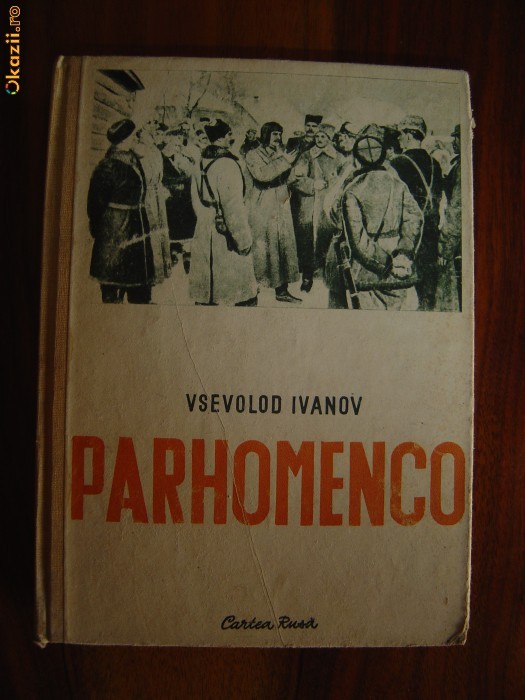 Okazii.ro
VSEVOLOD IVANOV
PARHOMENCO
Cartea Rusă